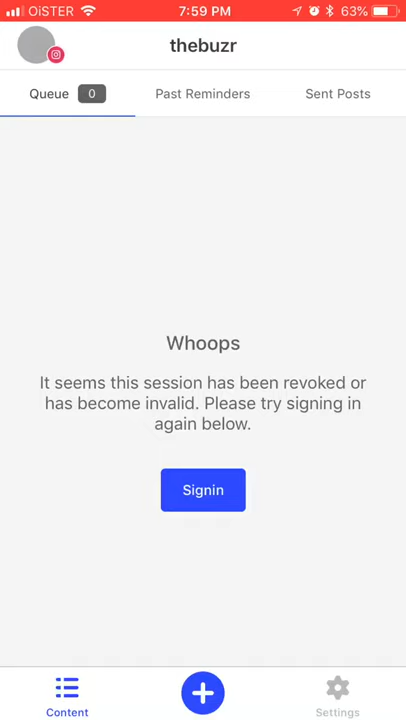 OiSTER 7:59 PM 63%
thebuzr
Queue 0 Past Reminders Sent Posts
Whoops
It seems this session has been revoked or
has become invalid. Please try signing in
again below.
Signin
Content Settings